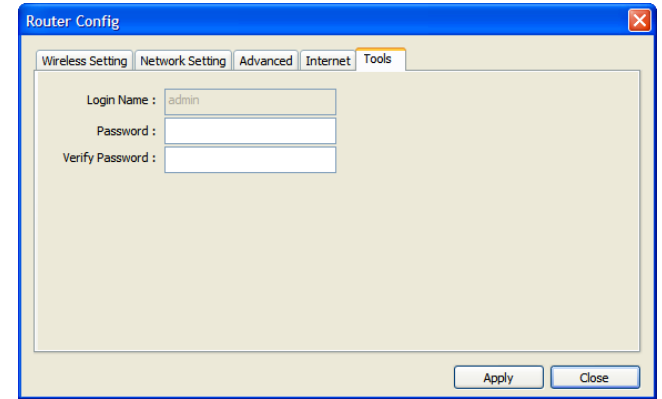 Router Config
Wireless Setting Network Setting Advanced Internet Tools
Login Name : admin
Password :
Verify Password :
Apply Close